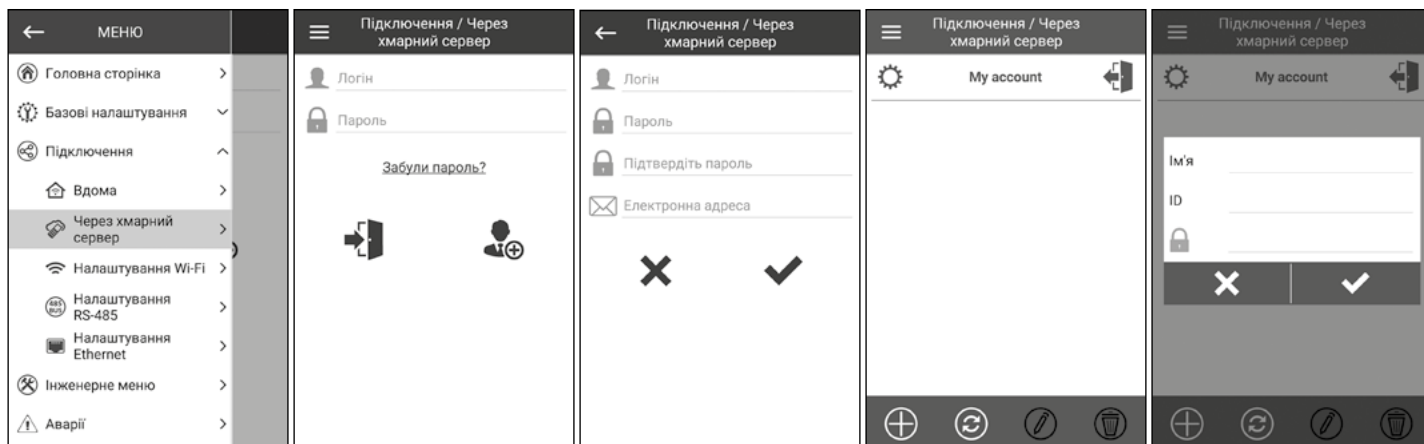 МЕНЮ
Головна сторінка
Базові налаштування
Підключення
Вдома
Через хмарний
сервер
Налаштування Wi-Fi
485
BUS
Налаштування
RS-485
Налаштування
Ethernet
Інженерне меню
Аварії
Підключення / Через
хмарний сервер
Логін
Пароль
Забули пароль?
Підключення / Через
хмарний сервер
Логін
Пароль
Підтвердіть пароль
Електронна адреса
Підключення / Через
хмарний сервер
My account
Підключення / Через
хмарний сервер
My account
Ім'я
ID